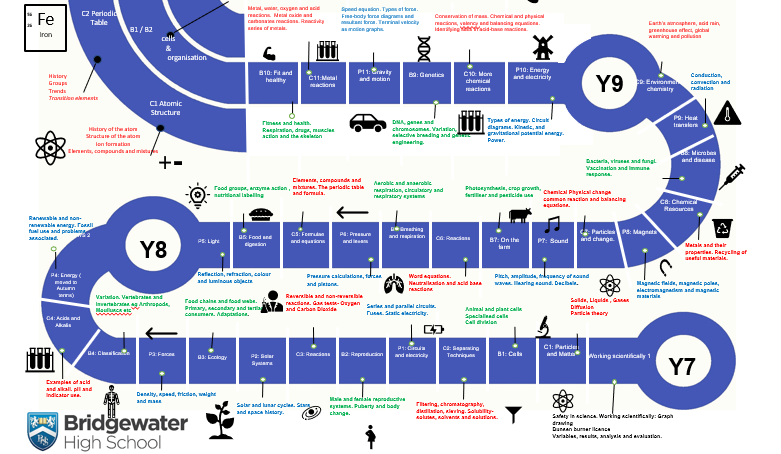 Fe
Iron
C2 Periodic
Table
B1 / B2
cells
&
organisation
C1 Atomic
Structure
History
Groups
Trends
Transition elements
History of the atom
Structure of the atom
Ion formation
Elements, compounds and mixtures
Metal, water, oxygen and acid
reactions. Metal oxide and
carbonates reactions. Reactivity
series of metals.
Speed equation. Types of force.
Free-body force diagrams and
resultant force. Terminal velocity
as motion graphs.
Conservation of mass. Chemical and physical
reactions, valency and balancing equations.
Identifying acid-base reactions.
Earth's atmosphere, acid rain,
greenhouse effect, global
warming and pollution
B10: Fit and
healthy
C11:Metal
reactions
P11: Gravity
and motion
B9: Genetics
C10: More
chemical
reactions
P10: Energy
and electricity
Y9
C9: Environmental
chemistry
Conduction,
convection and
radiation
P9: Heat
transfers
B8: Microbes
and disease
C8: Chemical
Resources
Fitness and health.
Respiration, drugs, muscles
action and the skeleton
DNA, genes and
chromosomes. Variation,
selective breeding and genetic
engineering.
Types of energy. Circuit
diagrams. Kinetic, and
gravitational potential energy.
Power.
Bacteria, viruses and fungi.
Vaccination and immune
response.
Metals and their
properties. Recycling of
useful materials.
Renewable and non-
renewable energy. Fossil
fuel use and problems
associated.
Food groups, enzyme action,
nutritional labelling
Elements, compounds and
mixtures. The periodic table
and formula.
Aerobic and anaerobic
respiration, circulatory and
respiratory systems
Photosynthesis, crop growth,
fertiliser and pesticide use
Chemical Physical change
common reaction and balancing
equations.
Y8
P5: Light
B5: Food and
digestion
C5: Formulae
and equations
P6: Pressure
and levers
B6: Breathing
and respiration
C6: Reactions
B7: On the
farm
P7: Sound
C7: Particles
and change.
P8: Magnets
Reflection, refraction, colour
and luminous objects
Pressure calculations, forces
and pistons.
Word equations.
Neutralisation and acid base
reactions.
Pitch, amplitude, frequency of sound
waves. Hearing sound. Decibels.
Magnetic fields, magnetic poles,
electromagnetism and magnetic
materials
P4: Energy (
moved to
Autumn
terms)
C4: Acids and
Alkalis
Variation. Vertebrates and
Invertebrates eg Arthropods,
Molluscs etc
Food chains and food webs.
Primary, secondary and tertiary
consumers. Adaptations.
Reversible and non-reversible
reactions. Gas tests- Oxygen
and Carbon Dioxide
Series and parallel circuits.
Fuses. Static electricity.
Animal and plant cells
Specialised cells
Cell division
Solids, Liquids, Gases
Diffusion
Particle theory
B4: Classification
P3: Forces
B3: Ecology
P2: Solar
Systems
C3: Reactions
B2: Reproduction
P1: Circuits
and electricity
C2: Separating
Techniques
B1: Cells
C1: Particles
and Matter
Working scientifically 1
Y7
Examples of acid
and alkali. pH and
indicator use.
Density, speed, friction, weight
and mass
Solar and lunar cycles. Stars
and space history.
Male and female reproductive
systems. Puberty and body
change.
Filtering, chromatography,
distillation, sieving. Solubility-
solutes, solvents and solutions.
Safety in science. Working scientifically: Graph
drawing
Bunsen burner licence
Variables, results, analysis and evaluation.
Bridgewater
High School